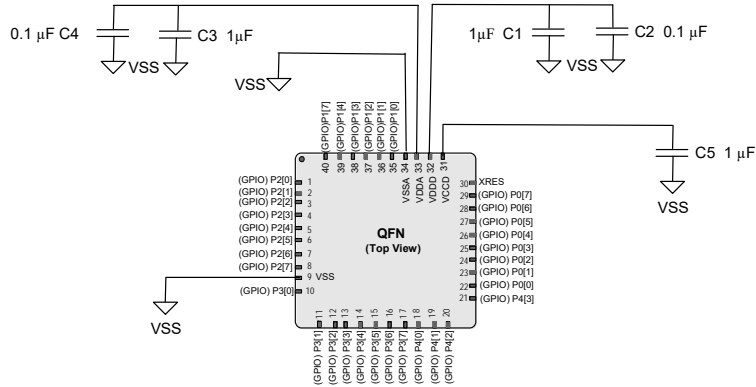 0.1 µF C4
C3 1µF
1µF C1
C2 0.1 µF
VSS
VSS
VSS
C5 1 µF
VSS
(GPIO)P1[7]
(GPIO)P1[4]
(GPIO)P1[3]
(GPIO)P1[2]
(GPIO)P1[1]
(GPIO)P1[0]
40
39
38
37
36
35
34
33
32
31
VSSA
VDDA
VDDD
VCCD
(GPIO) P2[0] 1
(GPIO) P2[1] 2
(GPIO) P2[2] 3
(GPIO) P2[3] 4
(GPIO) P2[4] 5
(GPIO) P2[5] 6
(GPIO) P2[6] 7
(GPIO) P2[7] 8
9 VSS
(GPIO) P3[0] 10
VSS
QFN
(Top View)
30 XRES
29 (GPIO) P0[7]
28 (GPIO) P0[6]
27 (GPIO) P0[5]
26 (GPIO) P0[4]
25 (GPIO) P0[3]
24 (GPIO) P0[2]
23 (GPIO) P0[1]
22 (GPIO) P0[0]
21 (GPIO) P4[3]
11
12
13
14
15
16
17
18
19
20
(GPIO) P3[1]
(GPIO) P3[2]
(GPIO) P3[3]
(GPIO) P3[4]
(GPIO) P3[5]
(GPIO) P3[6]
(GPIO) P3[7]
(GPIO) P4[0]
(GPIO) P4[1]
(GPIO) P4[2]